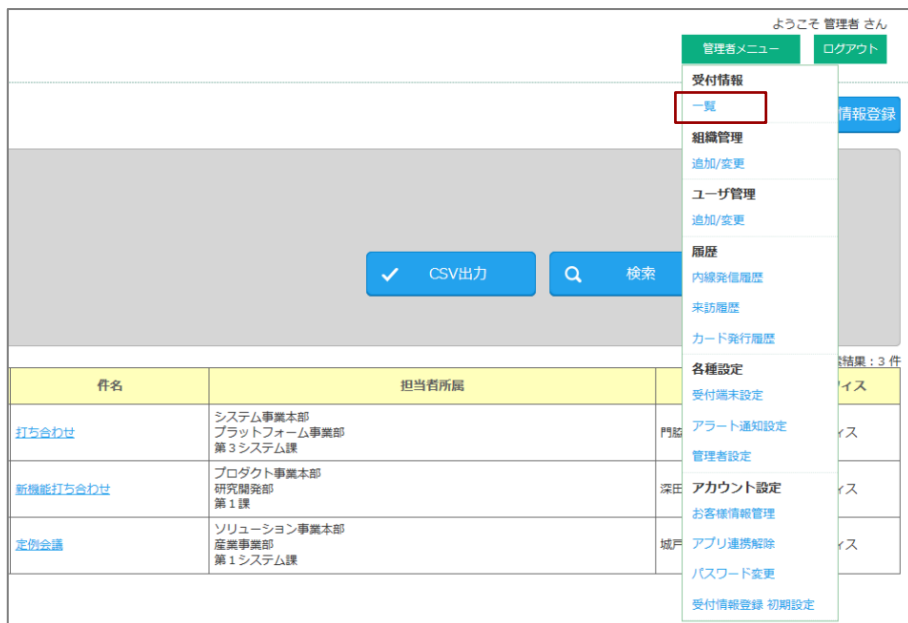 ようこそ 管理者 さん
管理者メニュー
ログアウト
受付情報
一覧
情報登録
組織管理
追加/変更
ユーザ管理
追加/変更
履歴
内線発信履歴
来訪履歴
カード発行履歴
各種設定
受付端末設定
アラート通知設定
管理者設定
アカウント設定
お客様情報管理
アプリ連携解除
パスワード変更
受付情報登録 初期設定
CSV出力
検索
結果：3 件
件名
担当者所属
ィス
打ち合わせ
システム事業本部
プラットフォーム事業部
第３システム課
門脇
ィス
新機能打ち合わせ
プロダクト事業本部
研究開発部
第１課
深田
ィス
定例会議
ソリューション事業本部
産業事業部
第１システム課
城戸
ィス